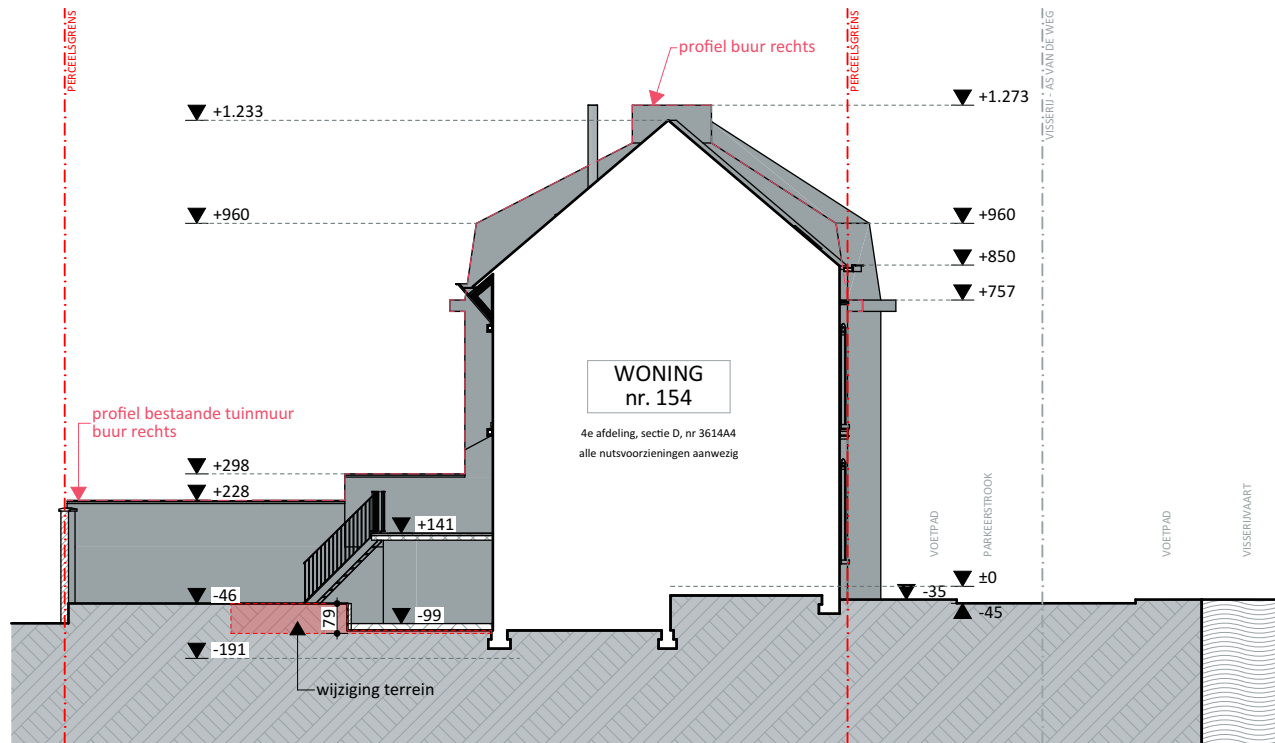 PERCEELSGRENS
profiel buur rechts
PERCEELSGRENS
VISSERIJ - AS VAN DE WEG
+1.233
+1.273
+960
+960
+850
+757
WONING
nr. 154
4e afdeling, sectie D, nr 3614A4
alle nutsvoorzieningen aanwezig
profiel bestaande tuinmuur
buur rechts
+298
+228
+141
VOETPAD
PARKEERSTROOK
VOETPAD
VISSERIJVAART
±0
-35
-45
-46
79
-99
-191
wijziging terrein